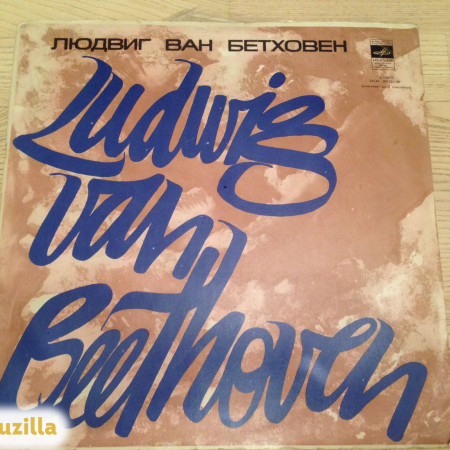 ЛЮДВИГ ВАН БЕТХОВЕН
Ludwig
van
Beethoven
uzilla